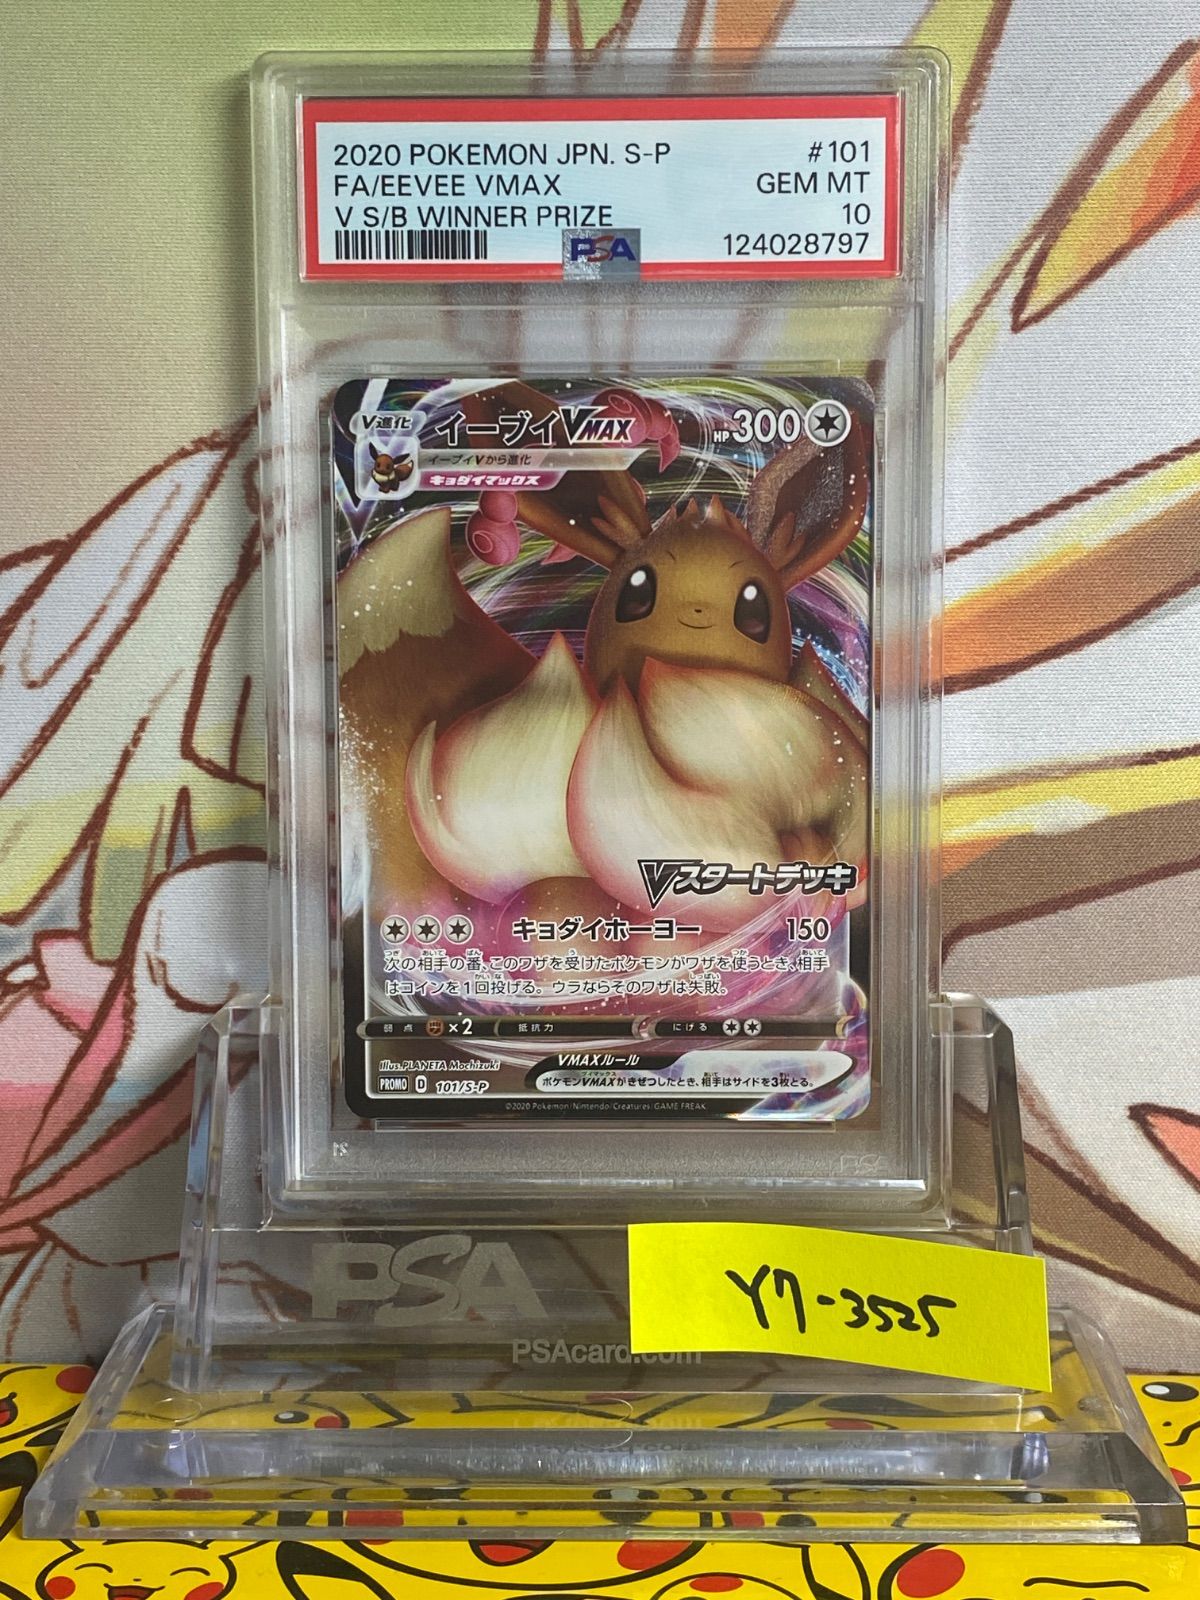 2020 POKEMON JPN. S-P #101
FA/EEVEE VMAX GEM MT
V S/B WINNER PRIZE 10
PSA 124028797
V進化 イーブイVMAX HP300
イーブイVから進化
キョダイマックス
Vスタートデッキ
キョダイホーヨー 150
次の相手の番、このワザを受けたポケモンがワザを使うとき、相手
はコインを1回投げる。ウラならそのワザは失敗。
弱点 ×2 抵抗力 にげる
Illus.PLANETA Mochizuki VMAXルール
PROMO D 101/S-P ポケモンVMAXがきぜつしたとき、相手はサイドを3枚とる。
©2020 Pokémon/Nintendo/Creatures/GAME FREAK.
PSA
Y7-3525
PSAcard.com